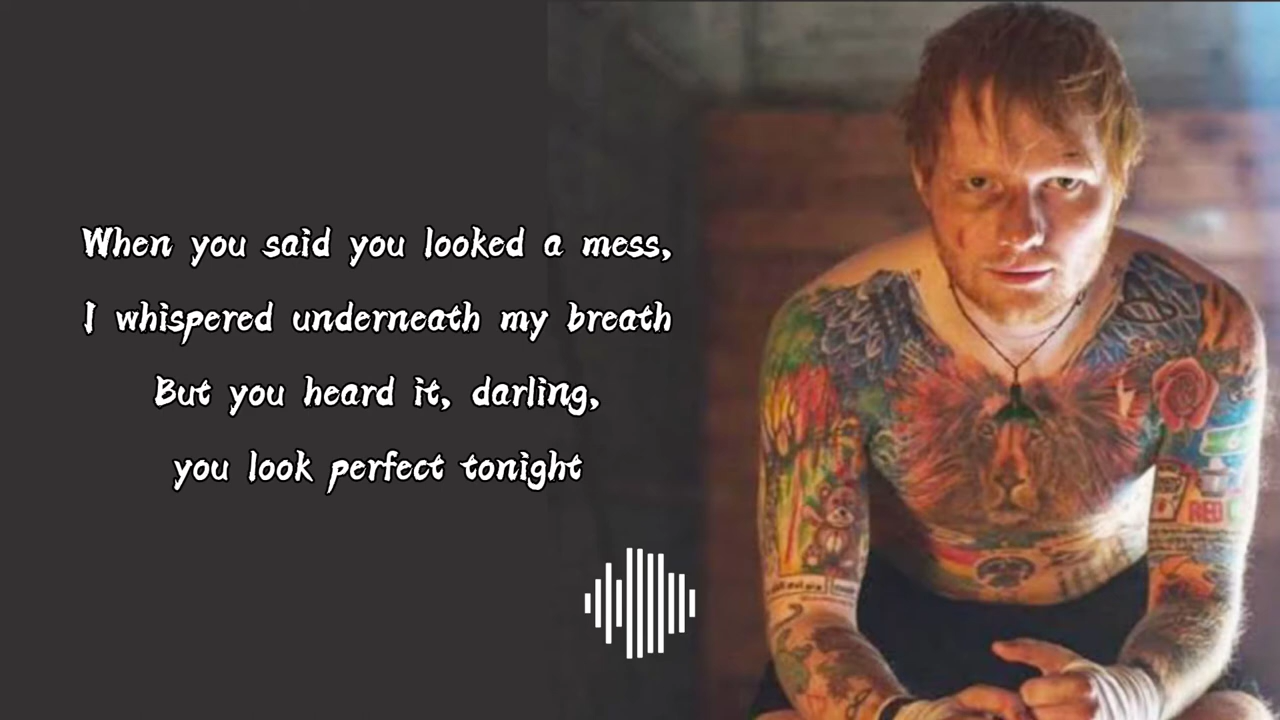 When you said you looked a mess,
I whispered underneath my breath
But you heard it, darling,
you look perfect tonight
RED